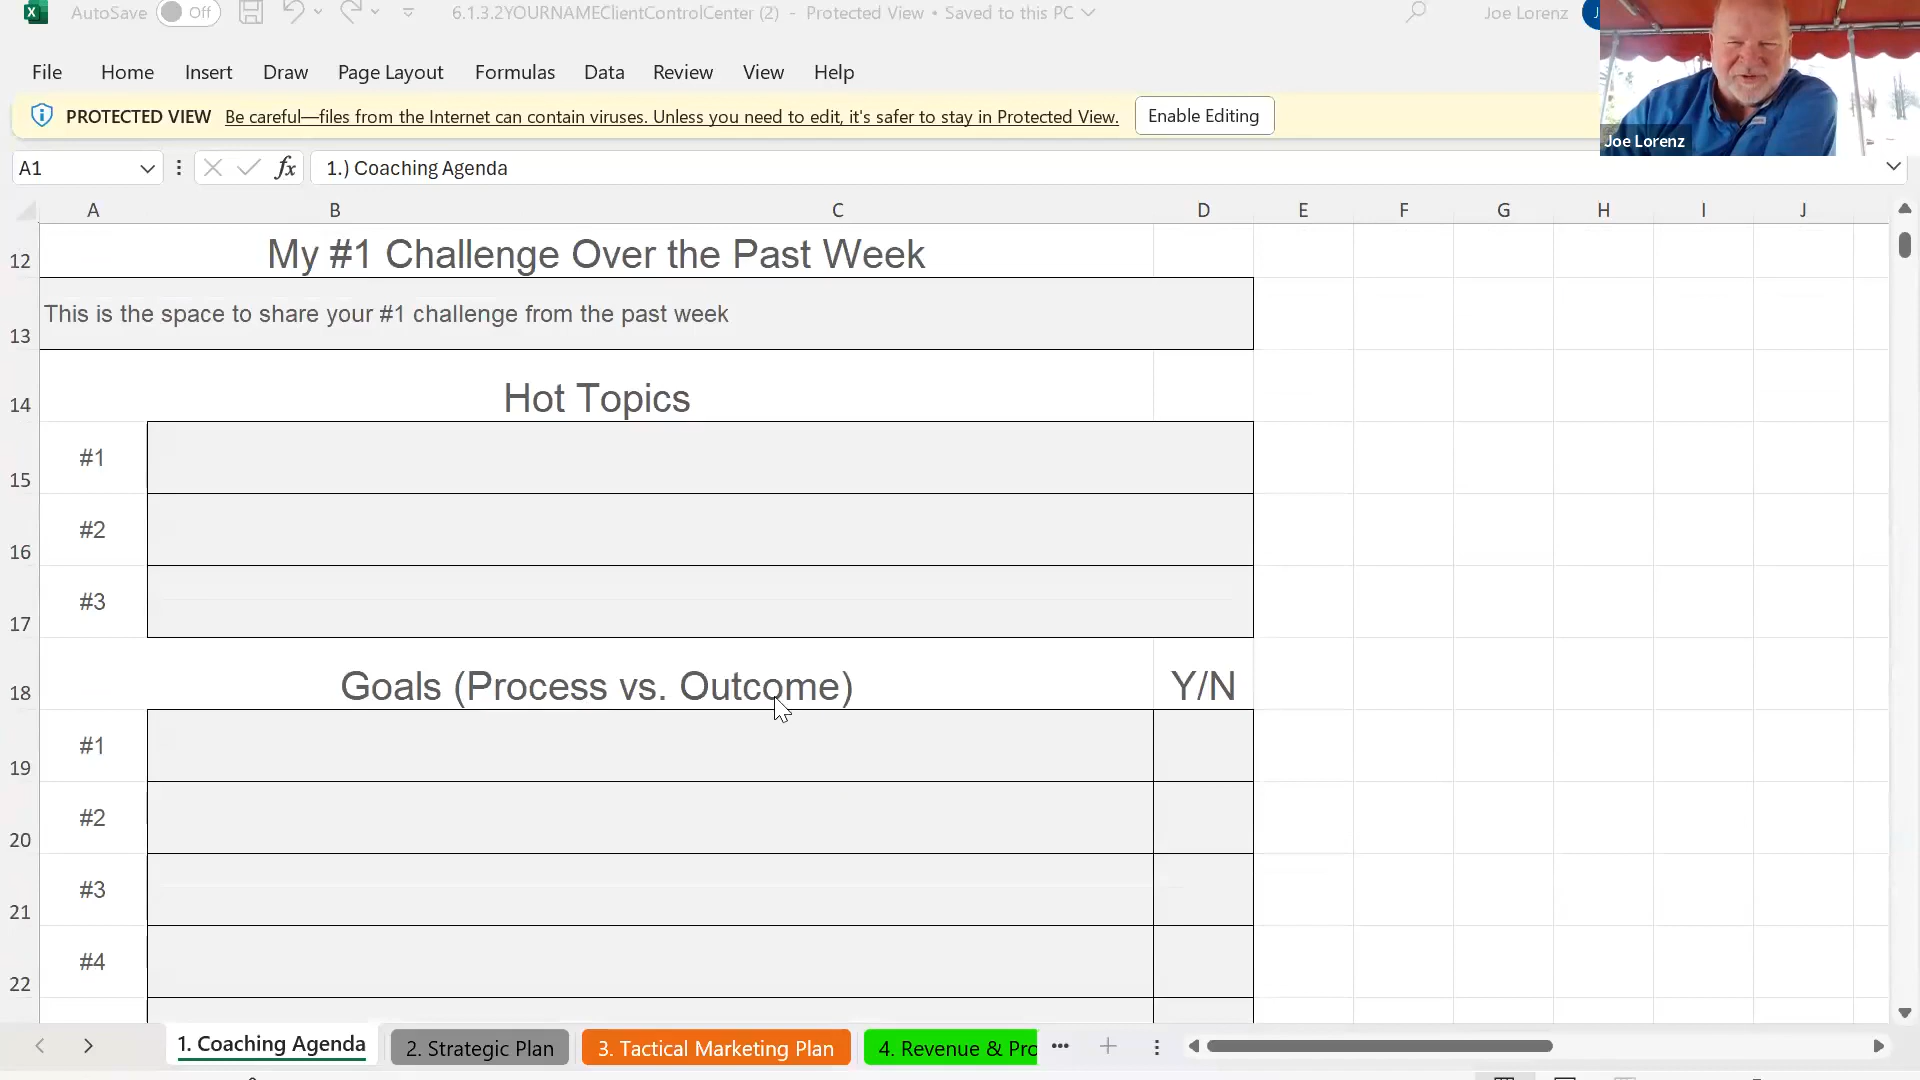 AutoSave Off 6.1.3.2YOURNAMEClientControlCenter (2) - Protected View • Saved to this PC Joe Lorenz J
File Home Insert Draw Page Layout Formulas Data Review View Help
PROTECTED VIEW Be careful—files from the Internet can contain viruses. Unless you need to edit, it's safer to stay in Protected View. Enable Editing
Joe Lorenz
A1 fx 1.) Coaching Agenda
A B C D E F G H I J
12 My #1 Challenge Over the Past Week
13 This is the space to share your #1 challenge from the past week
14 Hot Topics
15 #1
16 #2
17 #3
18 Goals (Process vs. Outcome) Y/N
19 #1
20 #2
21 #3
22 #4
1. Coaching Agenda 2. Strategic Plan 3. Tactical Marketing Plan 4. Revenue & Pro